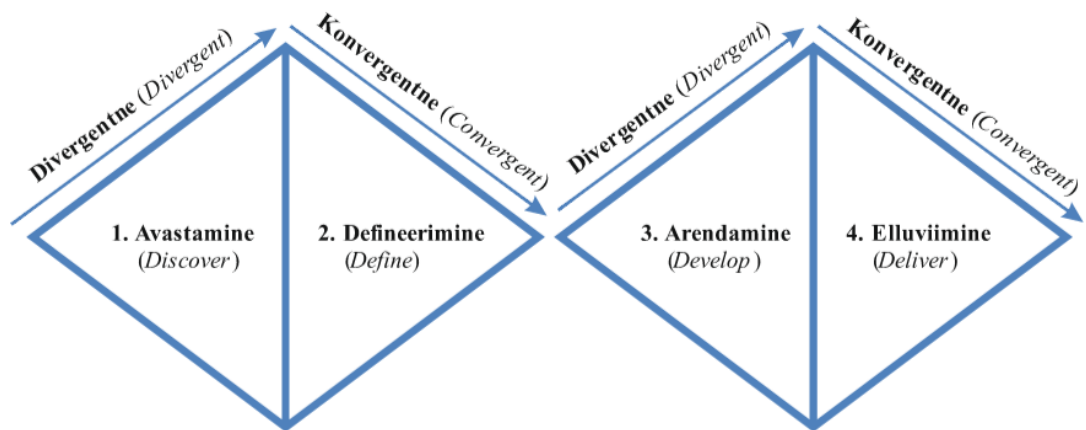 Divergentne (Divergent)
Konvergentne (Convergent)
1. Avastamine
(Discover)
2. Defineerimine
(Define)
Divergentne (Divergent)
Konvergentne (Convergent)
3. Arendamine
(Develop)
4. Elluviimine
(Deliver)